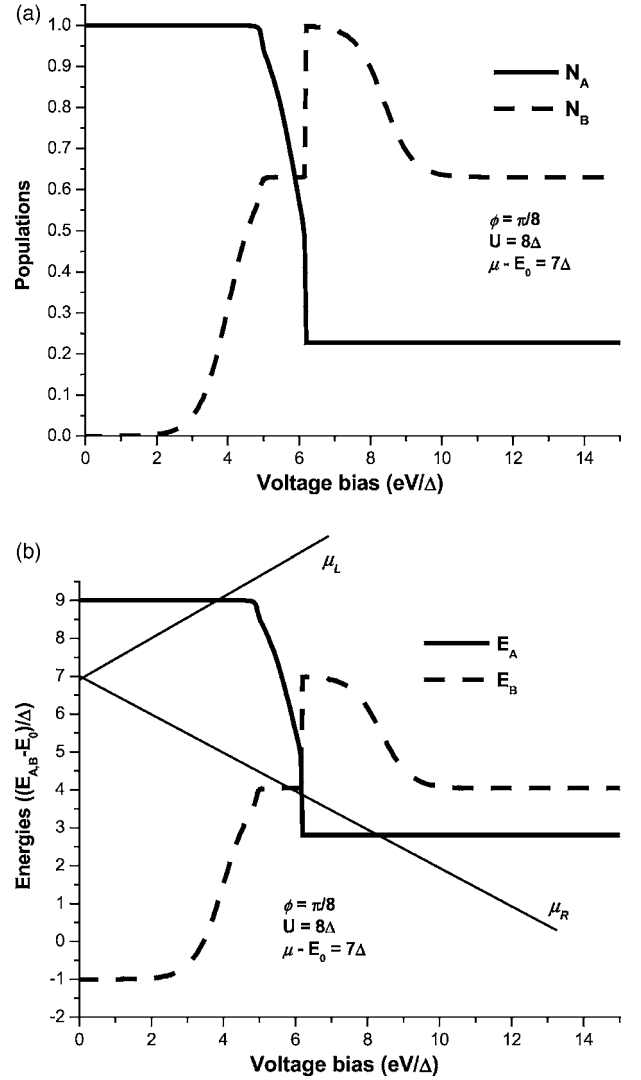 (a)
1.0
0.9
0.8
0.7
0.6
0.5
0.4
0.3
0.2
0.1
0.0
Populations
N_A
N_B
ϕ = π/8
U = 8Δ
μ - E_0 = 7Δ
0 2 4 6 8 10 12 14
Voltage bias (eV/Δ)
(b)
9
8
7
6
5
4
3
2
1
0
-1
-2
Energies ((E_{A,B}-E_0)/Δ)
μ_L
E_A
E_B
μ_R
ϕ = π/8
U = 8Δ
μ - E_0 = 7Δ
0 2 4 6 8 10 12 14
Voltage bias (eV/Δ)